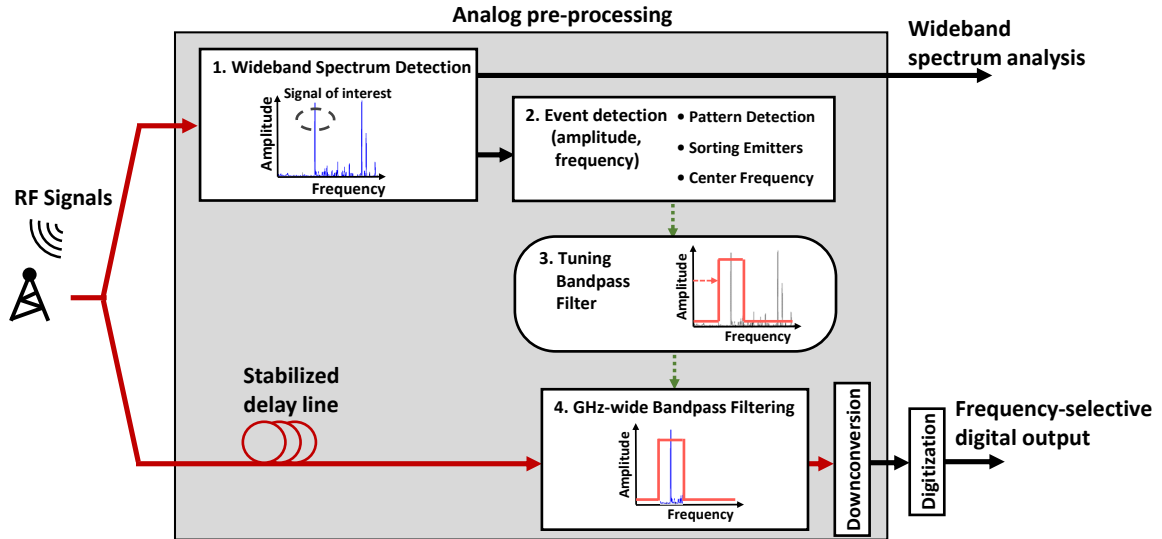 Analog pre-processing
Wideband
spectrum analysis
1. Wideband Spectrum Detection
Signal of interest
Amplitude
Frequency
2. Event detection
(amplitude,
frequency)
• Pattern Detection
• Sorting Emitters
• Center Frequency
RF Signals
3. Tuning
Bandpass
Filter
Amplitude
Frequency
Stabilized
delay line
4. GHz-wide Bandpass Filtering
Amplitude
Frequency
Downconversion
Digitization
Frequency-selective
digital output